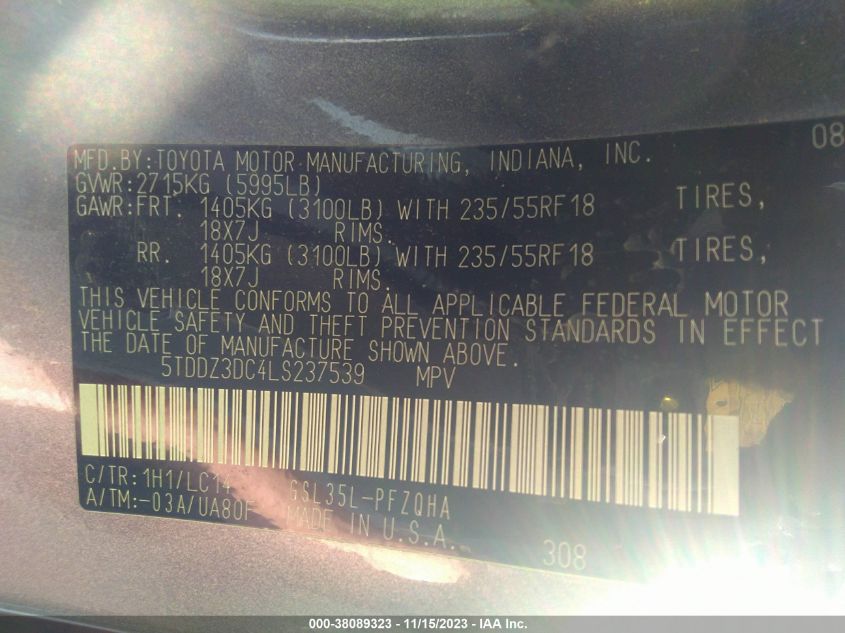 08
MFD.BY:TOYOTA MOTOR MANUFACTURING, INDIANA, INC.
GVWR:2715KG (5995LB)
GAWR:FRT. 1405KG (3100LB) WITH 235/55RF18 TIRES,
18X7J RIMS.
RR. 1405KG (3100LB) WITH 235/55RF18 TIRES,
18X7J RIMS.
THIS VEHICLE CONFORMS TO ALL APPLICABLE FEDERAL MOTOR
VEHICLE SAFETY AND THEFT PREVENTION STANDARDS IN EFFECT
THE DATE OF MANUFACTURE SHOWN ABOVE.
5TDDZ3DC4LS237539 MPV
C/TR:1H1/LC14 GSL35L-PFZQHA
A/TM:-03A/UA80F MADE IN U.S.A.
308
000-38089323 - 11/15/2023 - IAA Inc.